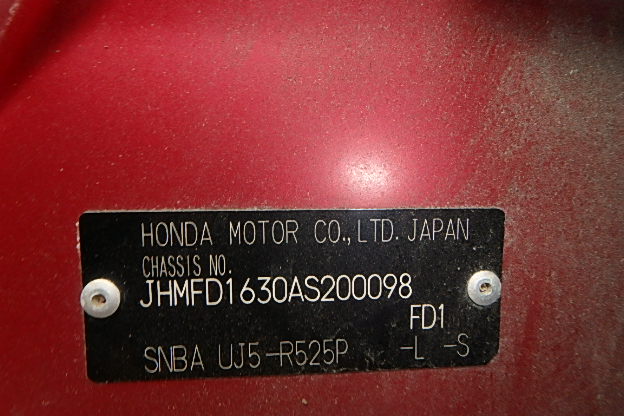 HONDA MOTOR CO.,LTD. JAPAN
CHASSIS NO.
JHMFD1630AS200098
FD1
SNBA UJ5-R525P -L -S